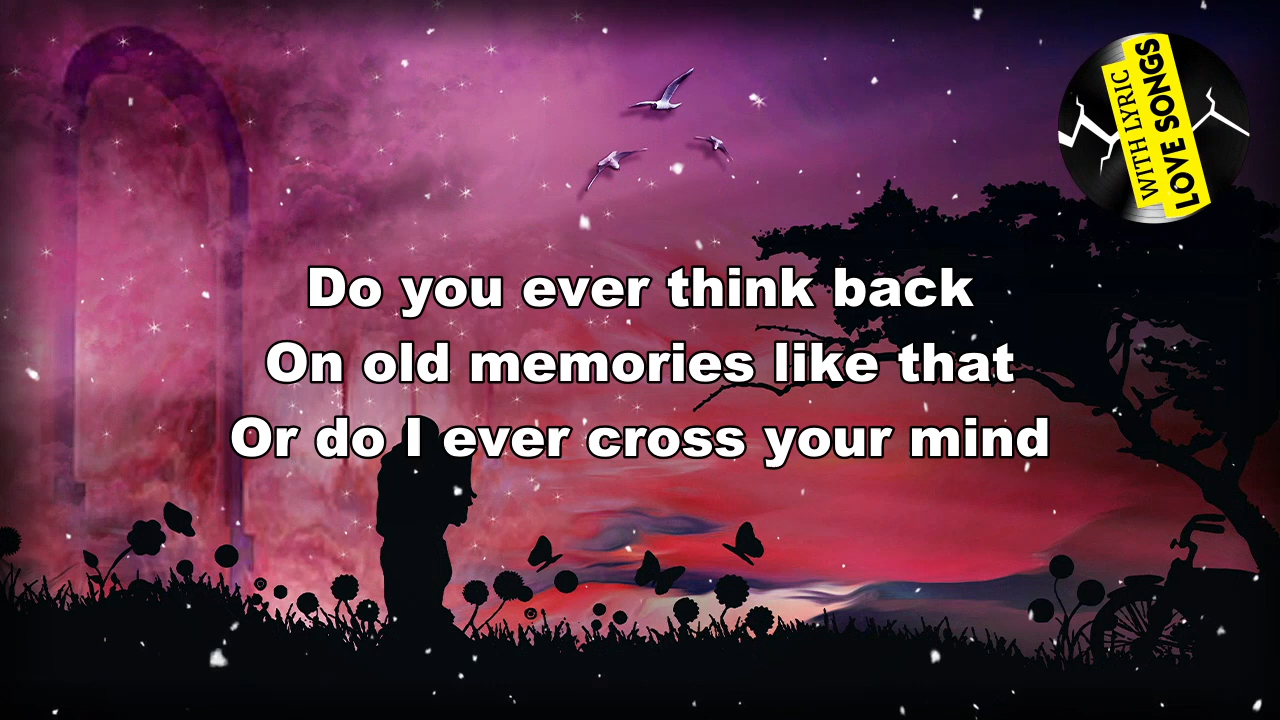 WITH LYRIC
LOVE SONGS
Do you ever think back
On old memories like that
Or do I ever cross your mind